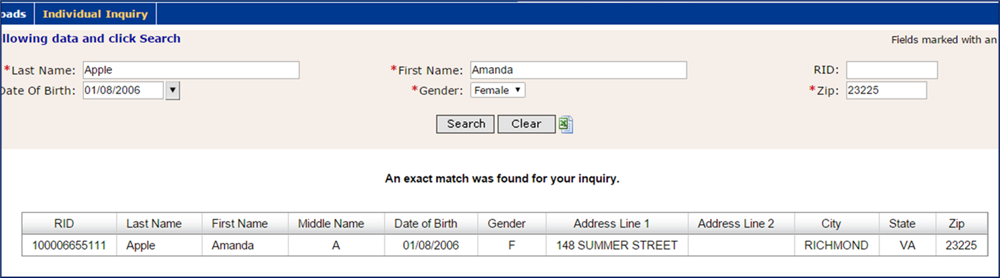 oads Individual Inquiry
llowing data and click Search Fields marked with an
*Last Name: Apple *First Name: Amanda RID:
Date Of Birth: 01/08/2006 *Gender: Female *Zip: 23225
Search Clear
An exact match was found for your inquiry.
RID Last Name First Name Middle Name Date of Birth Gender Address Line 1 Address Line 2 City State Zip
100006655111 Apple Amanda A 01/08/2006 F 148 SUMMER STREET RICHMOND VA 23225